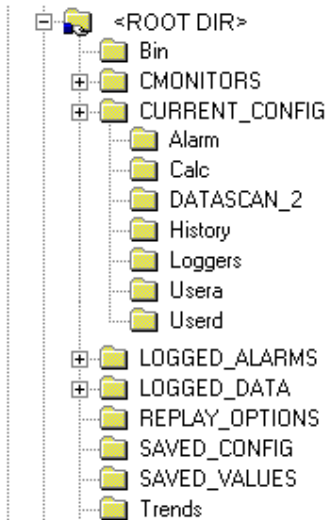 <ROOT DIR>
Bin
CMONITORS
CURRENT_CONFIG
Alarm
Calc
DATASCAN_2
History
Loggers
Usera
Userd
LOGGED_ALARMS
LOGGED_DATA
REPLAY_OPTIONS
SAVED_CONFIG
SAVED_VALUES
Trends